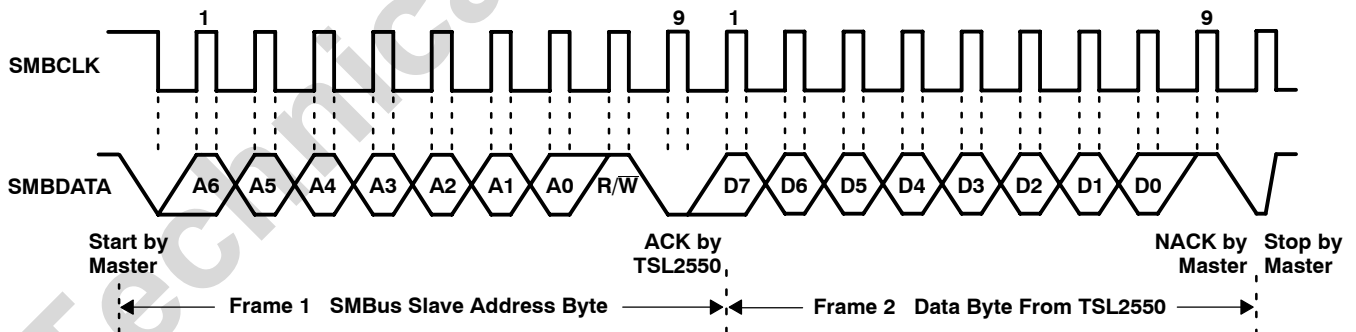 1 9 1 9
SMBCLK
SMBDATA A6 A5 A4 A3 A2 A1 A0 R/W̅ D7 D6 D5 D4 D3 D2 D1 D0
Start by Master
ACK by TSL2550
NACK by Master
Stop by Master
Frame 1 SMBus Slave Address Byte
Frame 2 Data Byte From TSL2550
Technica